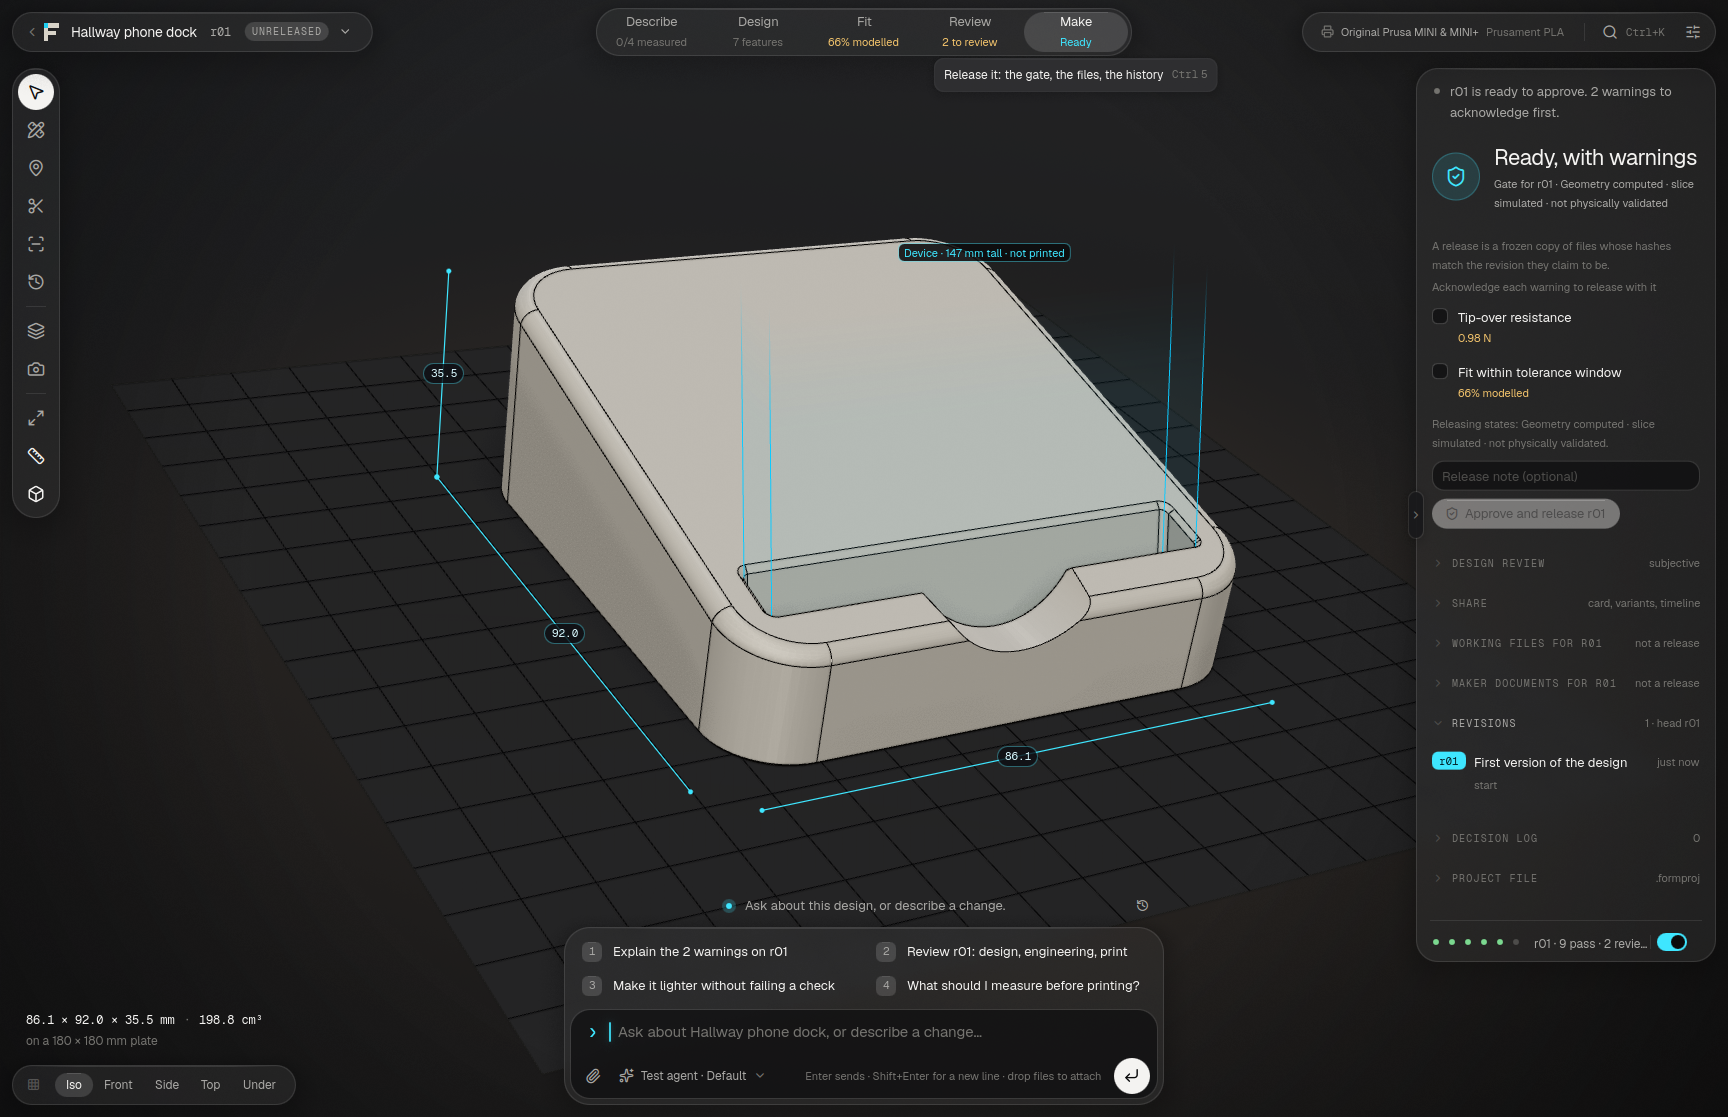 Hallway phone dock r01 UNRELEASED
Describe
0/4 measured
Design
7 features
Fit
66% modelled
Review
2 to review
Make
Ready
Original Prusa MINI & MINI+ Prusament PLA
Ctrl+K
Release it: the gate, the files, the history Ctrl 5
r01 is ready to approve. 2 warnings to
acknowledge first.
Ready, with warnings
Gate for r01 · Geometry computed · slice
simulated · not physically validated
A release is a frozen copy of files whose hashes
match the revision they claim to be.
Acknowledge each warning to release with it
Tip-over resistance
0.98 N
Fit within tolerance window
66% modelled
Releasing states: Geometry computed · slice
simulated · not physically validated.
Release note (optional)
Approve and release r01
DESIGN REVIEW subjective
SHARE card, variants, timeline
WORKING FILES FOR R01 not a release
MAKER DOCUMENTS FOR R01 not a release
REVISIONS 1 · head r01
r01 First version of the design just now
start
DECISION LOG 0
PROJECT FILE .formproj
r01 · 9 pass · 2 revie…
Device · 147 mm tall · not printed
35.5
92.0
86.1
Ask about this design, or describe a change.
1 Explain the 2 warnings on r01
2 Review r01: design, engineering, print
3 Make it lighter without failing a check
4 What should I measure before printing?
Ask about Hallway phone dock, or describe a change…
Test agent · Default
Enter sends · Shift+Enter for a new line · drop files to attach
86.1 × 92.0 × 35.5 mm · 198.8 cm³
on a 180 × 180 mm plate
Iso Front Side Top Under